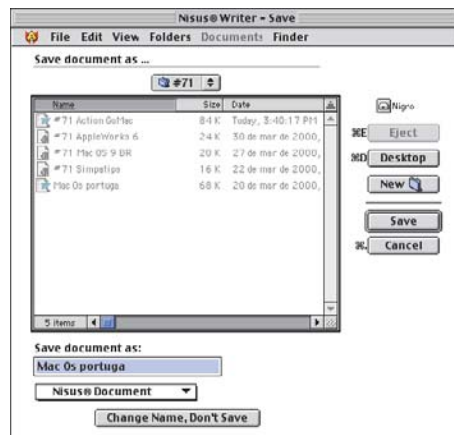 Nisus®Writer - Save
File Edit View Folders Documents Finder
Save document as ...
#71
Name Size Date
#71 Action GoMac 84 K Today, 3:40:17 PM
#71 AppleWorks 6 24 K 30 de mar de 2000,
#71 Mac OS 9 BR 20 K 27 de mar de 2000,
#71 Simpatips 16 K 22 de mar de 2000,
Mac Os portuga 68 K 20 de mar de 2000,
5 items
Nigro
⌘E Eject
⌘D Desktop
New
Save
⌘. Cancel
Save document as:
Mac Os portuga
Nisus® Document
Change Name, Don't Save